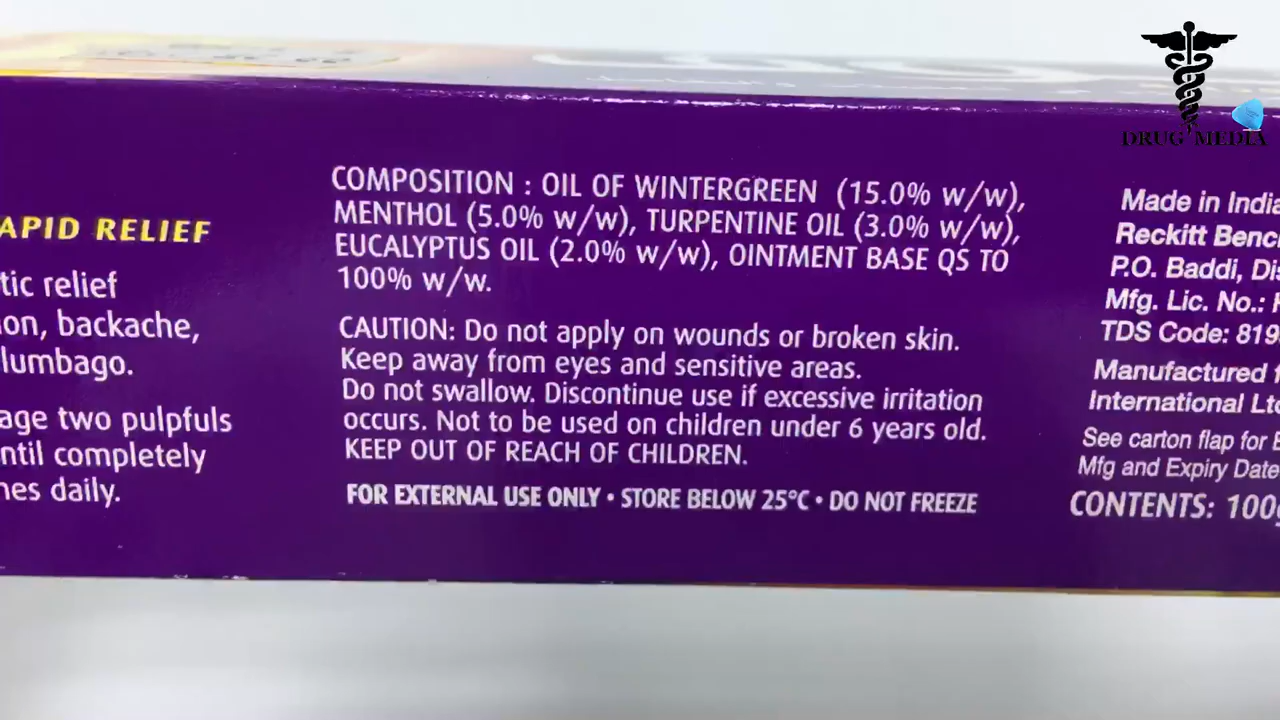 DRUG MEDIA
APID RELIEF
tic relief
on, backache,
lumbago.
age two pulpfuls
ntil completely
nes daily.
COMPOSITION : OIL OF WINTERGREEN (15.0% w/w),
MENTHOL (5.0% w/w), TURPENTINE OIL (3.0% w/w),
EUCALYPTUS OIL (2.0% w/w), OINTMENT BASE QS TO
100% w/w.
CAUTION: Do not apply on wounds or broken skin.
Keep away from eyes and sensitive areas.
Do not swallow. Discontinue use if excessive irritation
occurs. Not to be used on children under 6 years old.
KEEP OUT OF REACH OF CHILDREN.
FOR EXTERNAL USE ONLY • STORE BELOW 25°C • DO NOT FREEZE
Made in India
Reckitt Benc
P.O. Baddi, Dis
Mfg. Lic. No.:
TDS Code: 819
Manufactured f
International Ltd
See carton flap for
Mfg and Expiry Date
CONTENTS: 100g